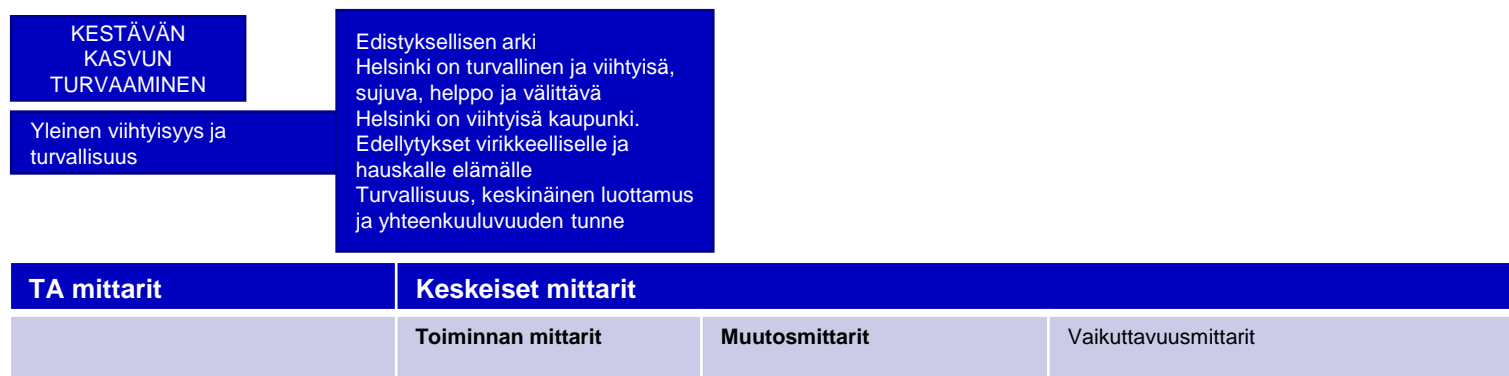 KESTÄVÄN
KASVUN
TURVAAMINEN
Yleinen viihtyisyys ja
turvallisuus
Edistyksellisen arki
Helsinki on turvallinen ja viihtyisä,
sujuva, helppo ja välittävä
Helsinki on viihtyisä kaupunki.
Edellytykset virikkeelliselle ja
hauskalle elämälle
Turvallisuus, keskinäinen luottamus
ja yhteenkuuluvuuden tunne
TA mittarit Keskeiset mittarit
Toiminnan mittarit Muutosmittarit Vaikuttavuusmittarit